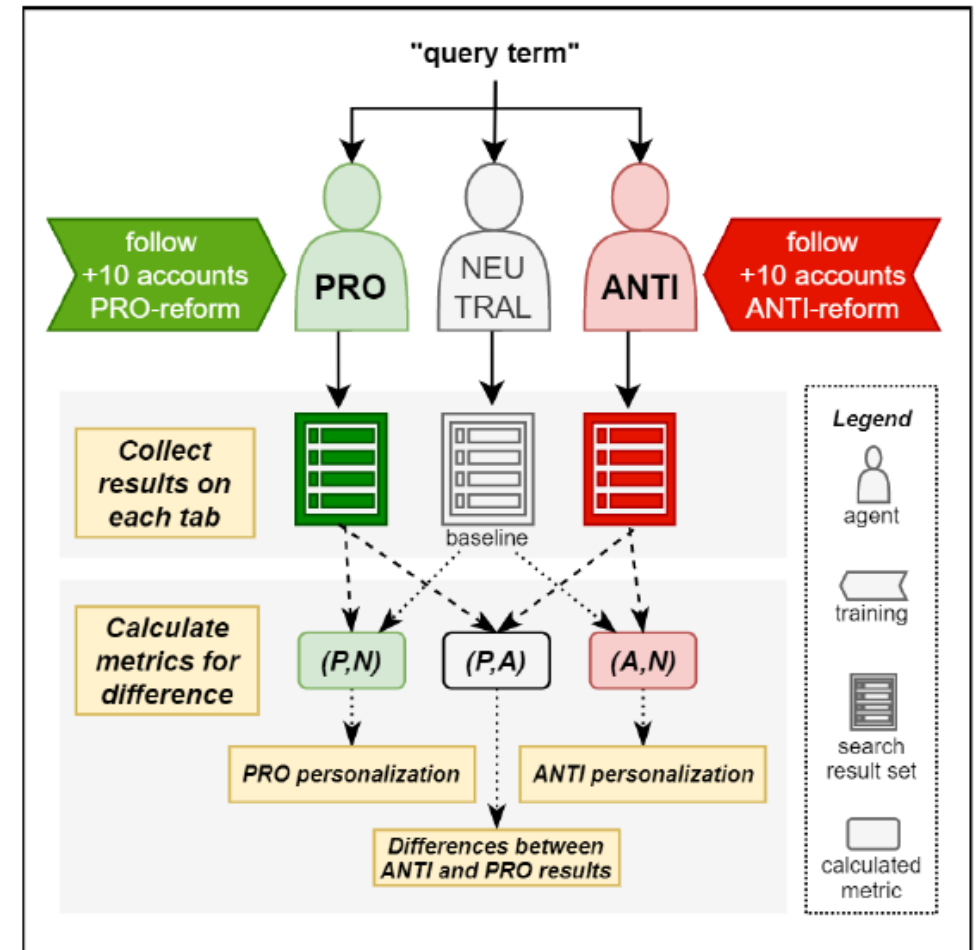 "query term"
follow
+10 accounts
PRO-reform
PRO
NEU
TRAL
ANTI
follow
+10 accounts
ANTI-reform
Collect
results on
each tab
baseline
Calculate
metrics for
difference
(P,N)
(P,A)
(A,N)
PRO personalization
ANTI personalization
Differences between
ANTI and PRO results
Legend
agent
training
search
result set
calculated
metric